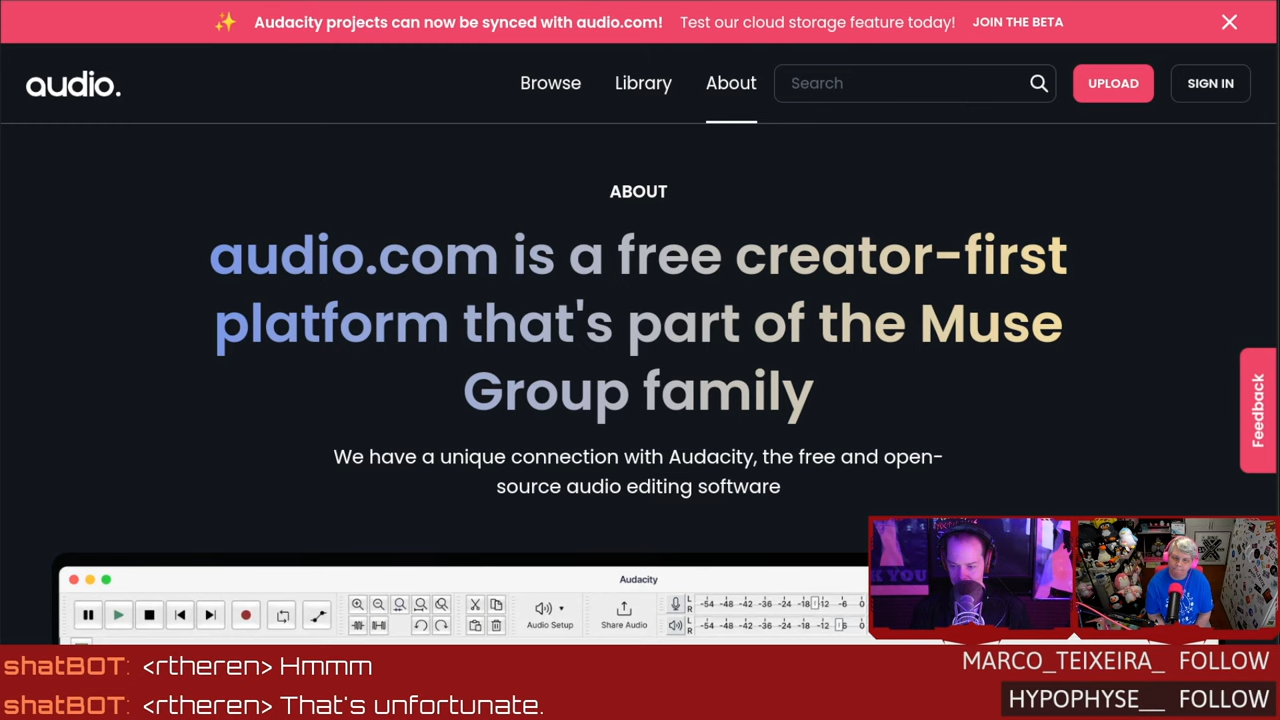 ✨ Audacity projects can now be synced with audio.com! Test our cloud storage feature today! JOIN THE BETA
audio. Browse Library About Search UPLOAD SIGN IN
ABOUT
audio.com is a free creator-first
platform that's part of the Muse
Group family
Feedback
We have a unique connection with Audacity, the free and open-
source audio editing software
Audacity
Audio Setup Share Audio
L R -54 -48 -42 -36 -30 -24 -18 -12 -6 0
L R -54 -48 -42 -36 -30 -24 -18 -12 -6 0
shatBOT: <rtheren> Hmmm
shatBOT: <rtheren> That's unfortunate.
MARCO_TEIXEIRA_ FOLLOW
HYPOPHYSE__ FOLLOW